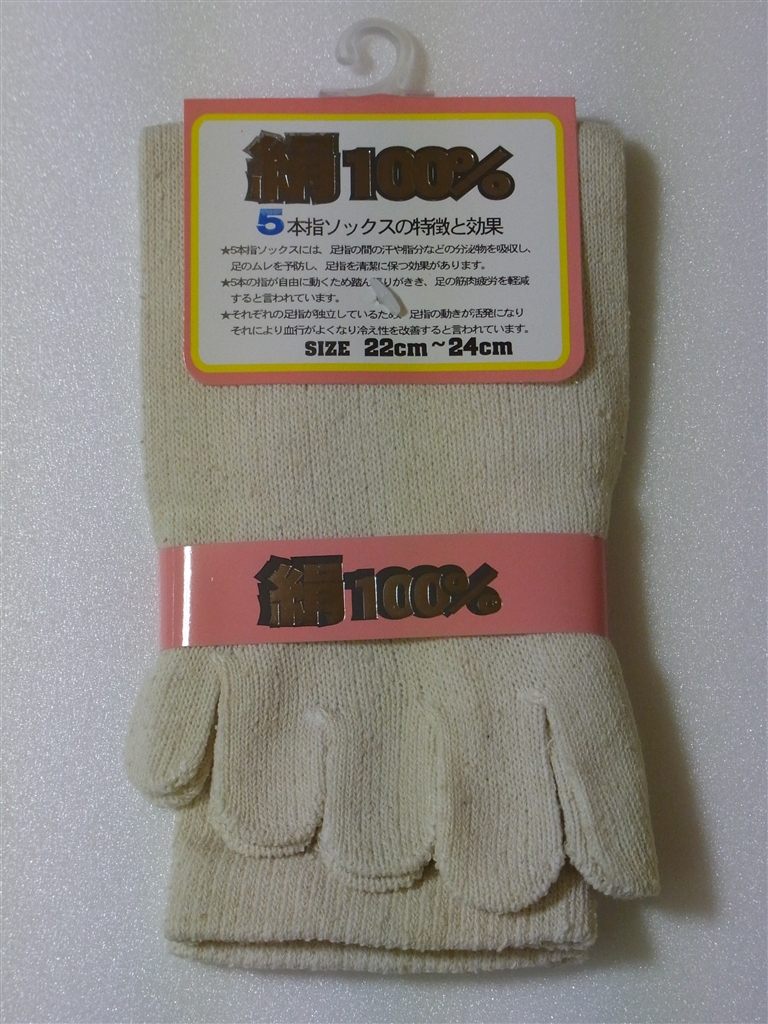 絹100%
5本指ソックスの特徴と効果
★5本指ソックスには、足指の間の汗や脂分などの分泌物を吸収し、
足のムレを予防し、足指を清潔に保つ効果があります。
★5本の指が自由に動くため踏ん りがきき、足の筋肉疲労を軽減
すると言われています。
★それぞれの足指が独立しているため 足指の動きが活発になり
それにより血行がよくなり冷え性を改善すると言われています。
SIZE 22cm~24cm
絹100%